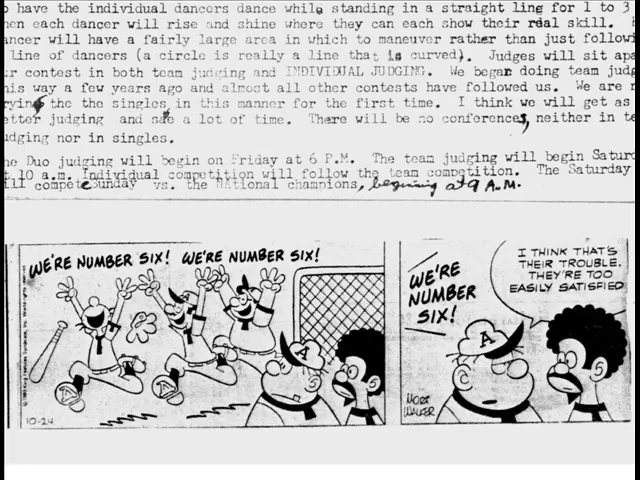 o have the individual dancers dance while standing in a straight ling for 1 to 3
hen each dancer will rise and shine where they can each show their real skill.
ancer will have a fairly large area in which to maneuver rather than just followi
line of dancers (a circle is really a line that is curved). Judges will sit apa
er contest in both team judging and INDIVIDUAL JUDGING. We began doing team judg
his way a few years ago and almost all other contests have followed us. We are n
rying the the singles in this manner for the first time. I think we will get as
etter judging and save a lot of time. There will be no conferences, neither in te
udging nor in singles.
he Duo judging will begin on Friday at 6 P.M. The team judging will begin Saturd
t 10 a.m. Individual competition will follow the team competition. The Saturday
ill compete Sunday vs. the National champions, beginning at 9 A.M.
WE'RE NUMBER SIX! WE'RE NUMBER SIX!
A
10-24
WE'RE
NUMBER
SIX!
I THINK THAT'S
THEIR TROUBLE.
THEY'RE TOO
EASILY SATISFIED
A
MORT
WALKER